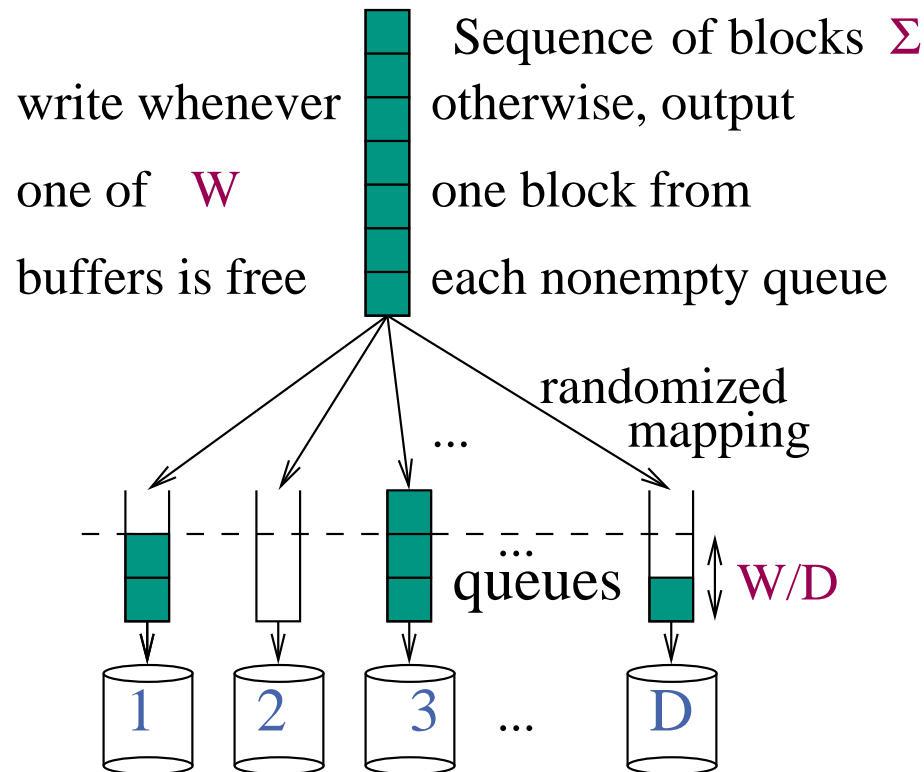 Sequence of blocks Σ
write whenever
otherwise, output
one of W
one block from
buffers is free
each nonempty queue
randomized
mapping
...
...
queues
W/D
1 2 3 ... D